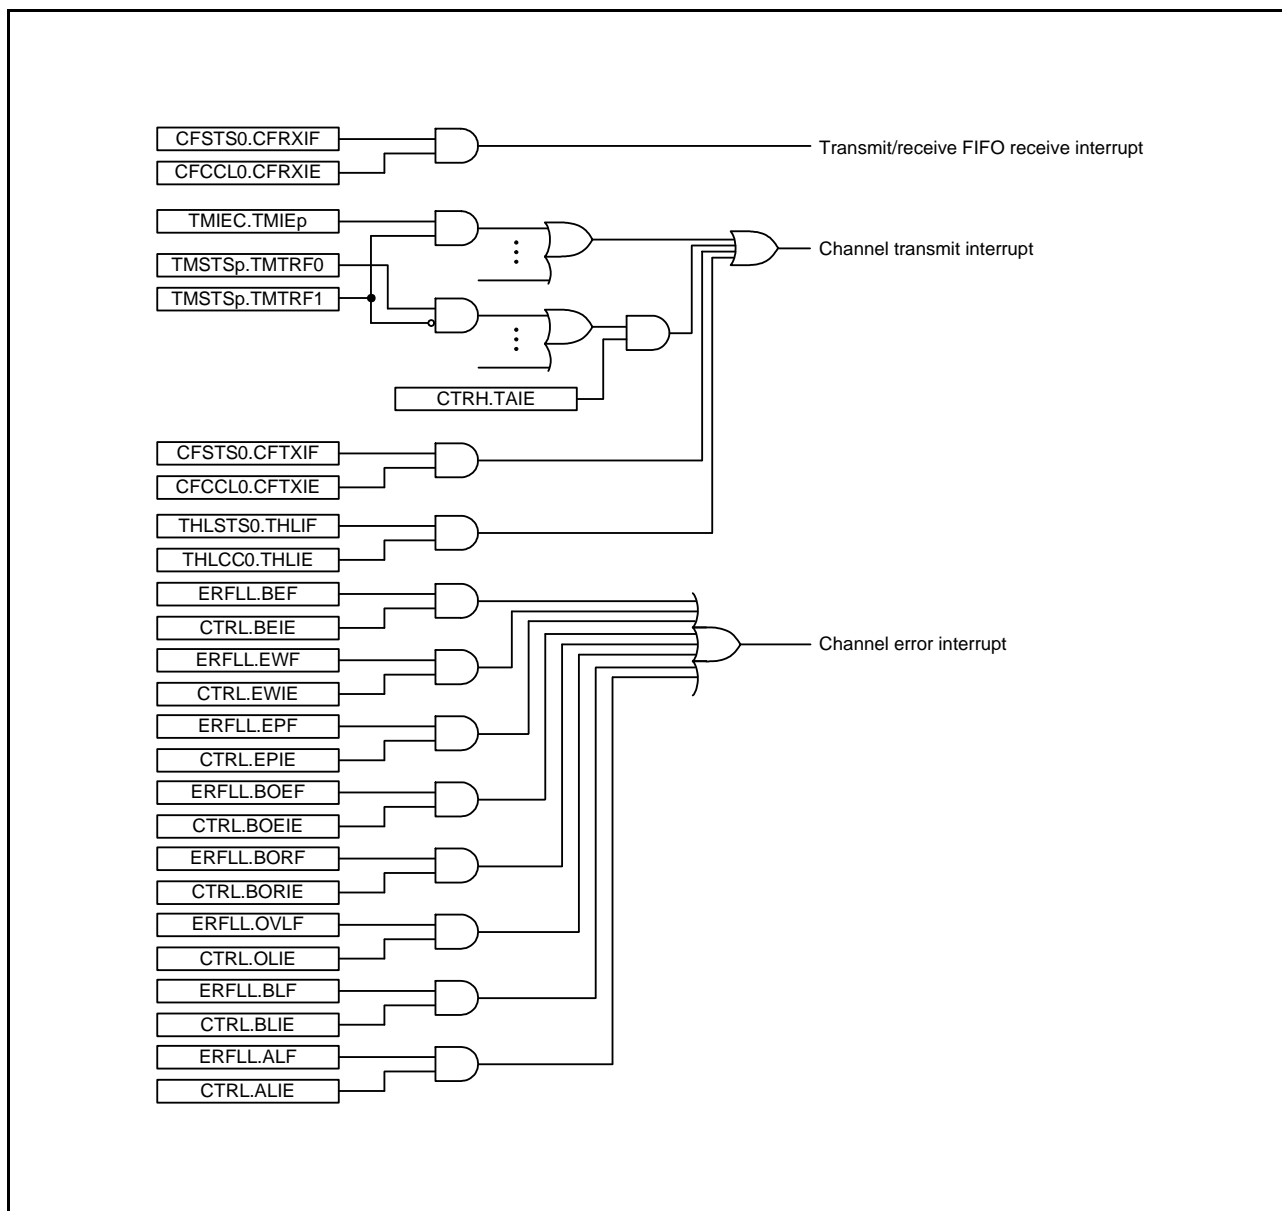 CFSTS0.CFRXIF
Transmit/receive FIFO receive interrupt
CFCCL0.CFRXIE
TMIEC.TMIEp
Channel transmit interrupt
TMSTSp.TMTRF0
TMSTSp.TMTRF1
CTRH.TAIE
CFSTS0.CFTXIF
CFCCL0.CFTXIE
THLSTS0.THLIF
THLCC0.THLIE
ERFLL.BEF
CTRL.BEIE
Channel error interrupt
ERFLL.EWF
CTRL.EWIE
ERFLL.EPF
CTRL.EPIE
ERFLL.BOEF
CTRL.BOEIE
ERFLL.BORF
CTRL.BORIE
ERFLL.OVLF
CTRL.OLIE
ERFLL.BLF
CTRL.BLIE
ERFLL.ALF
CTRL.ALIE